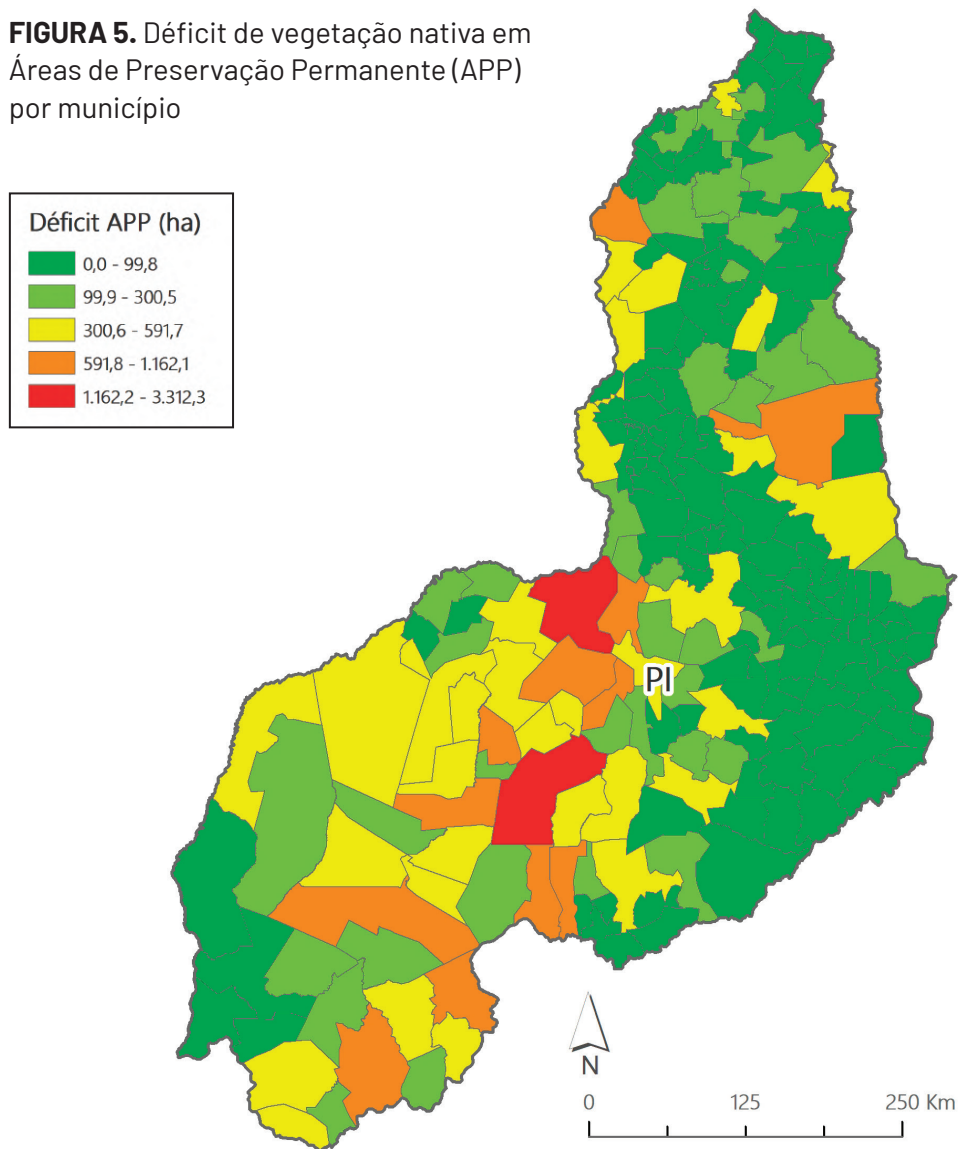 FIGURA 5. Déficit de vegetação nativa em
Áreas de Preservação Permanente (APP)
por município
Déficit APP (ha)
0,0 - 99,8
99,9 - 300,5
300,6 - 591,7
591,8 - 1.162,1
1.162,2 - 3.312,3
PI
N
0 125 250 Km